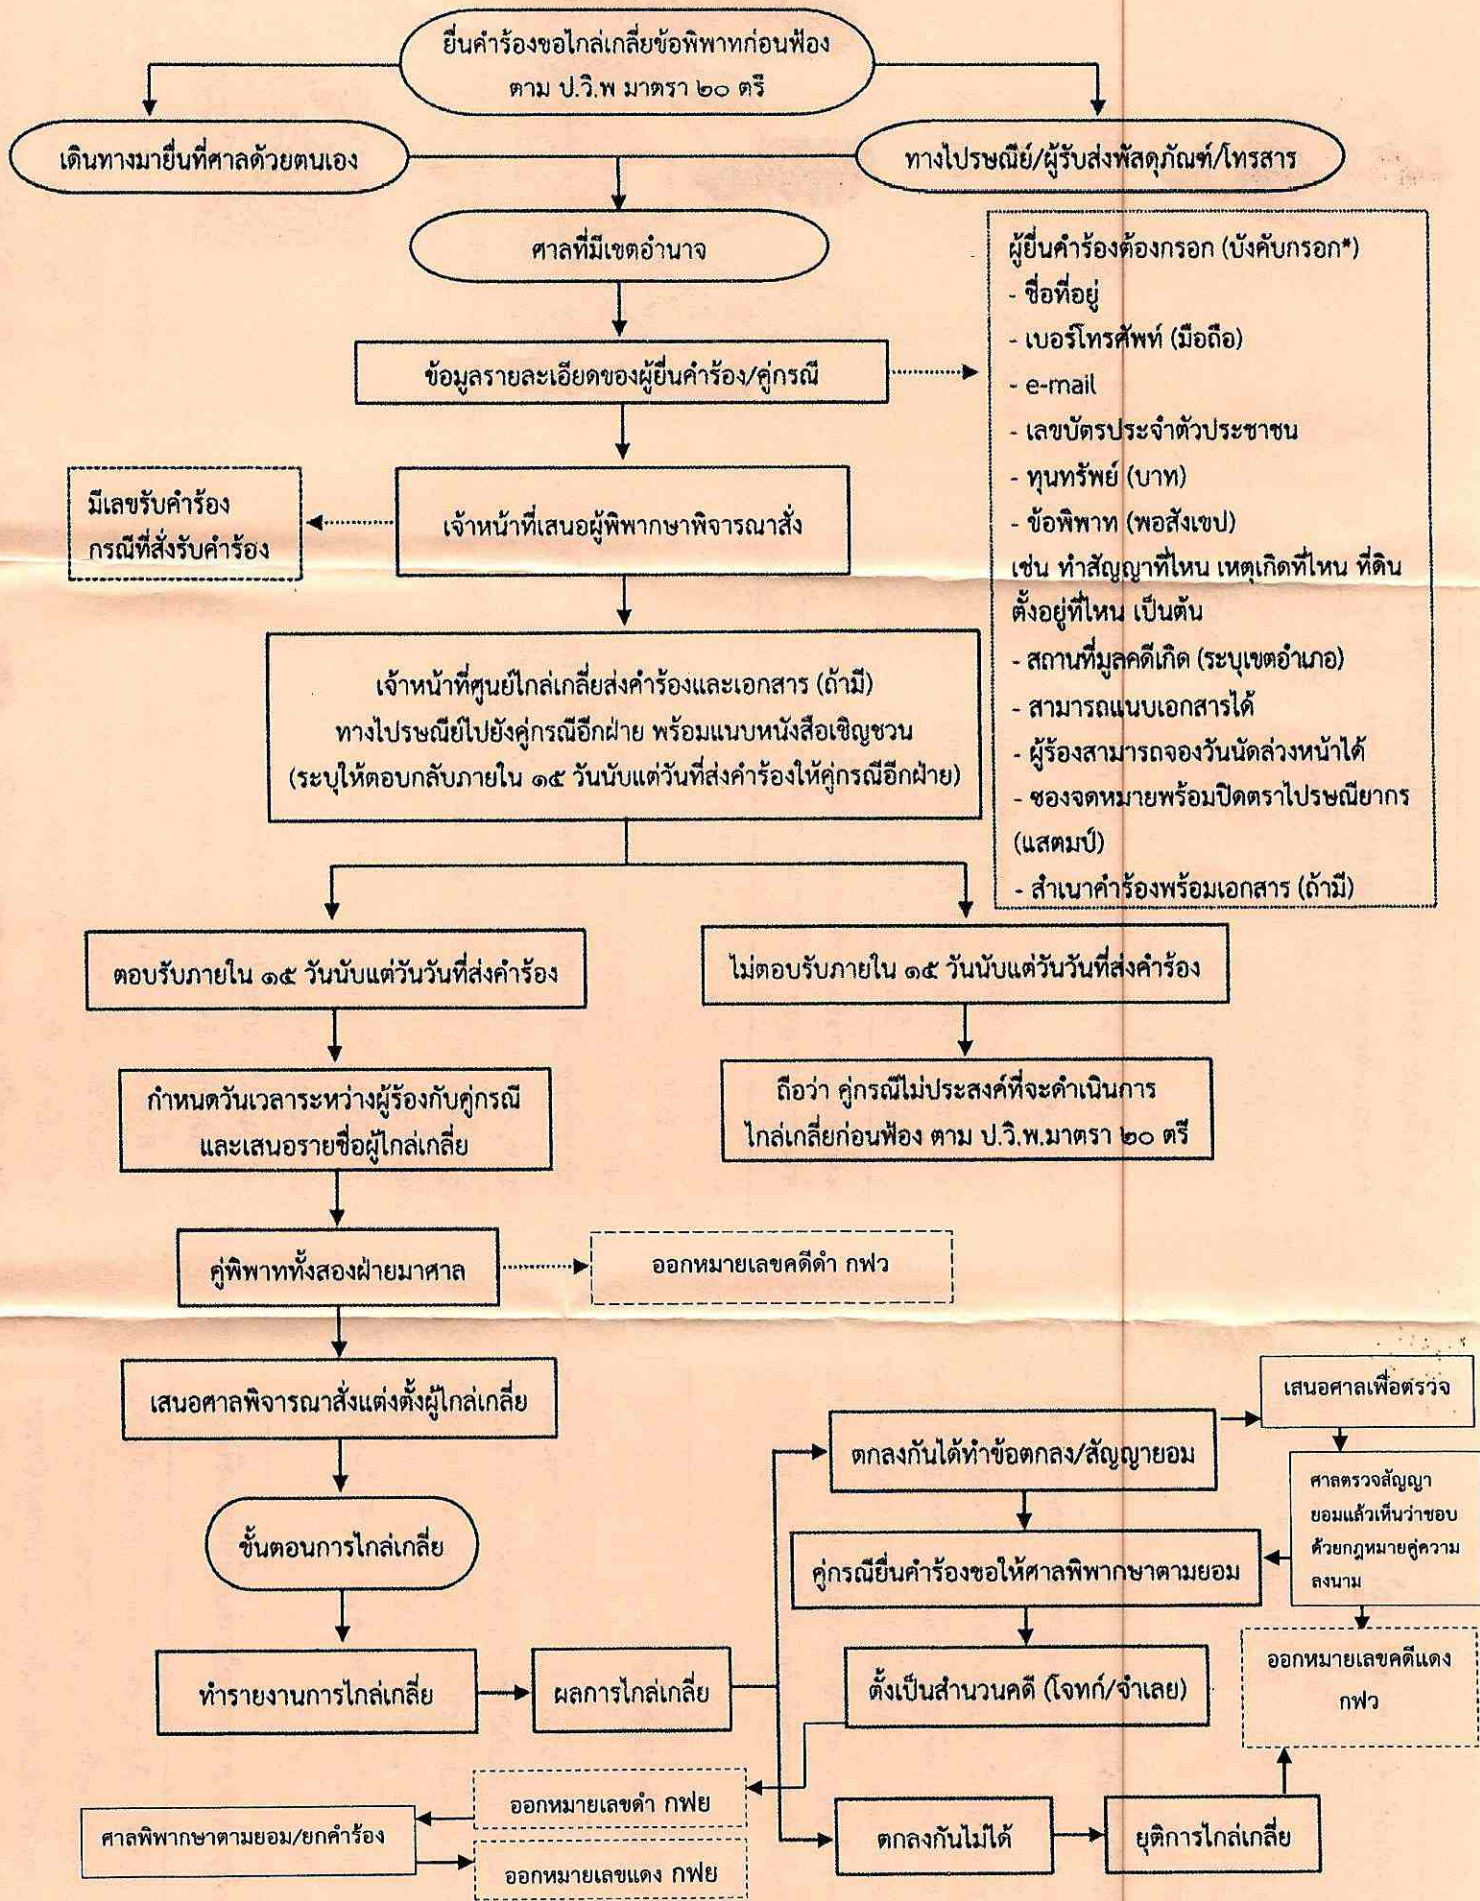 ยื่นคำร้องขอไกล่เกลี่ยข้อพิพาทก่อนฟ้อง
ตาม ป.วิ.พ มาตรา ๒๐ ตรี
เดินทางมายื่นที่ศาลด้วยตนเอง
ทางไปรษณีย์/ผู้รับส่งพัสดุภัณฑ์/โทรสาร
ศาลที่มีเขตอำนาจ
ข้อมูลรายละเอียดของผู้ยื่นคำร้อง/คู่กรณี
ผู้ยื่นคำร้องต้องกรอก (บังคับกรอก*)
- ชื่อที่อยู่
- เบอร์โทรศัพท์ (มือถือ)
- e-mail
- เลขบัตรประจำตัวประชาชน
- ทุนทรัพย์ (บาท)
- ข้อพิพาท (พอสังเขป)
เช่น ทำสัญญาที่ไหน เหตุเกิดที่ไหน ที่ดิน
ตั้งอยู่ที่ไหน เป็นต้น
- สถานที่มูลคดีเกิด (ระบุเขตอำเภอ)
- สามารถแนบเอกสารได้
- ผู้ร้องสามารถจองวันนัดล่วงหน้าได้
- ซองจดหมายพร้อมปิดตราไปรษณียากร
(แสตมป์)
- สำเนาคำร้องพร้อมเอกสาร (ถ้ามี)
มีเลขรับคำร้อง
กรณีที่สั่งรับคำร้อง
เจ้าหน้าที่เสนอผู้พิพากษาพิจารณาสั่ง
เจ้าหน้าที่ศูนย์ไกล่เกลี่ยส่งคำร้องและเอกสาร (ถ้ามี)
ทางไปรษณีย์ไปยังคู่กรณีอีกฝ่าย พร้อมแนบหนังสือเชิญชวน
(ระบุให้ตอบกลับภายใน ๑๕ วันนับแต่วันที่ส่งคำร้องให้คู่กรณีอีกฝ่าย)
ตอบรับภายใน ๑๕ วันนับแต่วันวันที่ส่งคำร้อง
ไม่ตอบรับภายใน ๑๕ วันนับแต่วันวันที่ส่งคำร้อง
กำหนดวันเวลาระหว่างผู้ร้องกับคู่กรณี
และเสนอรายชื่อผู้ไกล่เกลี่ย
ถือว่า คู่กรณีไม่ประสงค์ที่จะดำเนินการ
ไกล่เกลี่ยก่อนฟ้อง ตาม ป.วิ.พ.มาตรา ๒๐ ตรี
คู่พิพาททั้งสองฝ่ายมาศาล
ออกหมายเลขคดีดำ กฟว
เสนอศาลพิจารณาสั่งแต่งตั้งผู้ไกล่เกลี่ย
ขั้นตอนการไกล่เกลี่ย
ทำรายงานการไกล่เกลี่ย
ผลการไกล่เกลี่ย
ตกลงกันได้ทำข้อตกลง/สัญญายอม
เสนอศาลเพื่อตรวจ
ศาลตรวจสัญญา
ยอมแล้วเห็นว่าชอบ
ด้วยกฎหมายคู่ความ
ลงนาม
คู่กรณียื่นคำร้องขอให้ศาลพิพากษาตามยอม
ตั้งเป็นสำนวนคดี (โจทก์/จำเลย)
ออกหมายเลขคดีแดง
กฟว
ออกหมายเลขดำ กฟย
ศาลพิพากษาตามยอม/ยกคำร้อง
ออกหมายเลขแดง กฟย
ตกลงกันไม่ได้
ยุติการไกล่เกลี่ย